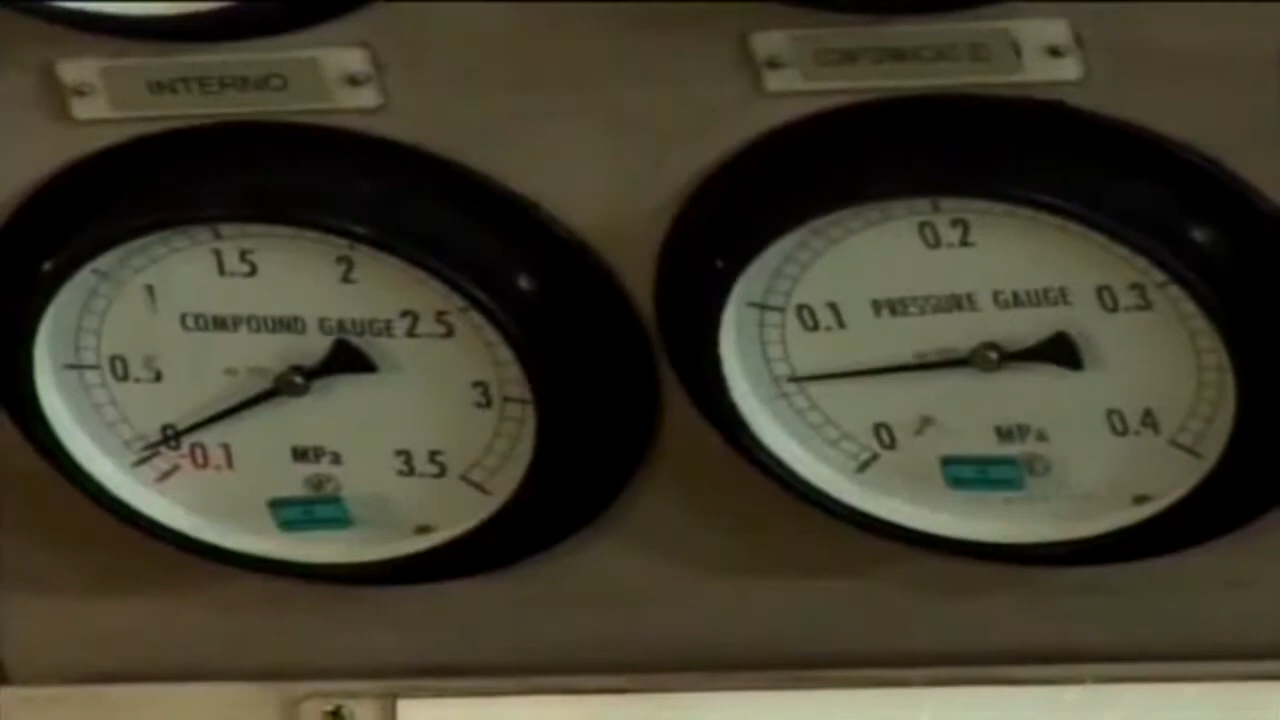 INTERNO
1.5
2
1
COMPOUND GAUGE
2.5
0.5
3
0
-0.1
MPa
3.5
0.2
0.1
PRESSURE GAUGE
0.3
0
MPa
0.4